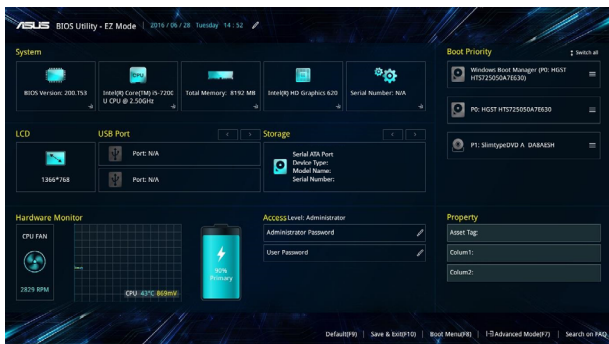 ASUS BIOS Utility - EZ Mode 2016/06/28 Tuesday 14:52
System
BIOS Version: 200.T53
CPU
Intel(R) Core(TM) i5-7200
U CPU @ 2.50GHz
Total Memory: 8192 MB
Intel(R) HD Graphics 620
Serial Number: N/A
Boot Priority
Switch all
Windows Boot Manager (P0: HGST
HTS725050A7E630)
P0: HGST HTS725050A7E630
P1: SlimtypeDVD A DA8AESH
LCD
1366*768
USB Port
Port: N/A
Port: N/A
Storage
Serial ATA Port
Device Type:
Model Name:
Serial Number:
Hardware Monitor
CPU FAN
2829 RPM
CPU 43°C 869mV
90%
Primary
Access Level: Administrator
Administrator Password
User Password
Property
Asset Tag:
Colum1:
Colum2:
Default(F9) | Save & Exit(F10) | Boot Menu(F8) | Advanced Mode(F7) | Search on FAQ